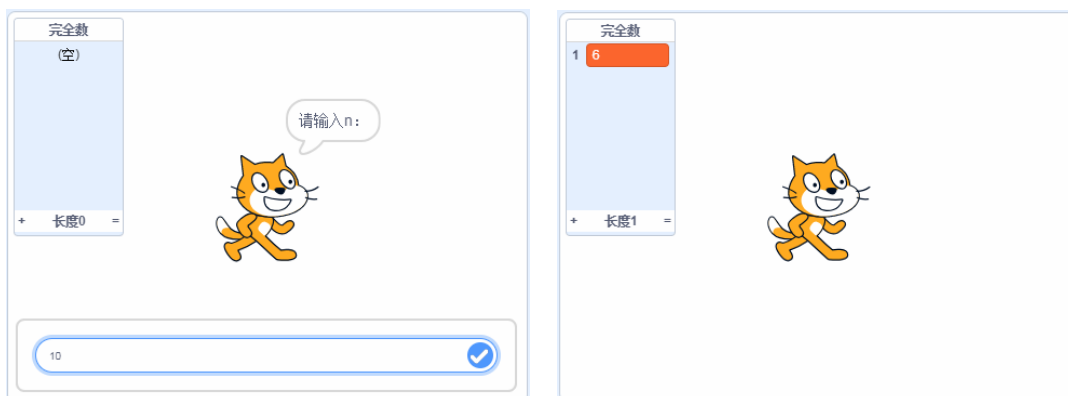 完全数
(空)
请输入n：
+ 长度0 =
10
完全数
1 6
+ 长度1 =